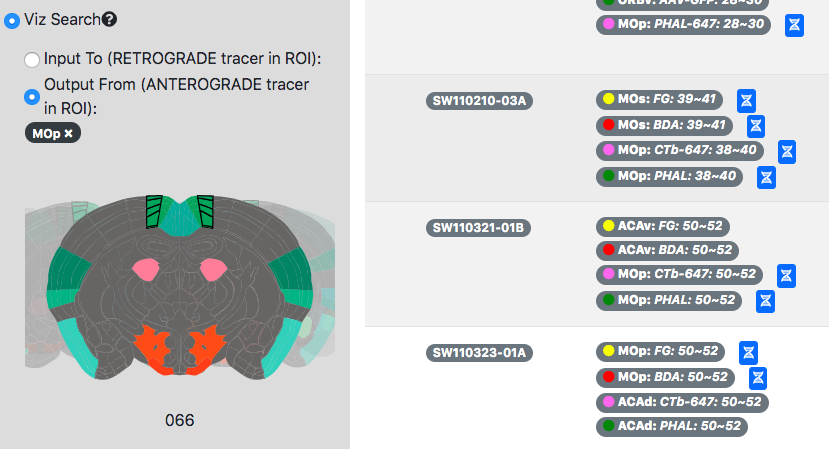 Viz Search?
Input To (RETROGRADE tracer in ROI):
Output From (ANTEROGRADE tracer
in ROI):
MOp ×
066
ORBv: AAV-GFP: 28~30
MOp: PHAL-647: 28~30
SW110210-03A
MOs: FG: 39~41
MOs: BDA: 39~41
MOp: CTb-647: 38~40
MOp: PHAL: 38~40
SW110321-01B
ACAv: FG: 50~52
ACAv: BDA: 50~52
MOp: CTb-647: 50~52
MOp: PHAL: 50~52
SW110323-01A
MOp: FG: 50~52
MOp: BDA: 50~52
ACAd: CTb-647: 50~52
ACAd: PHAL: 50~52